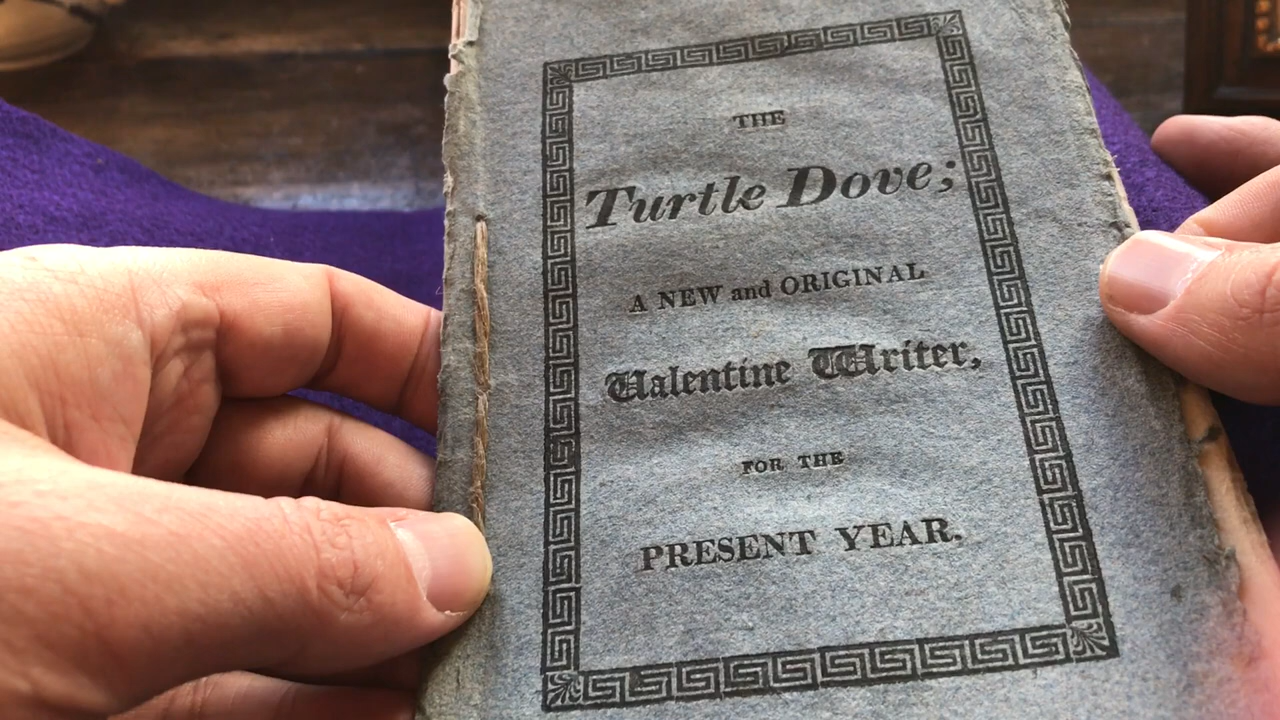 THE
Turtle Dove;
A NEW and ORIGINAL
Valentine Writer,
FOR THE
PRESENT YEAR.